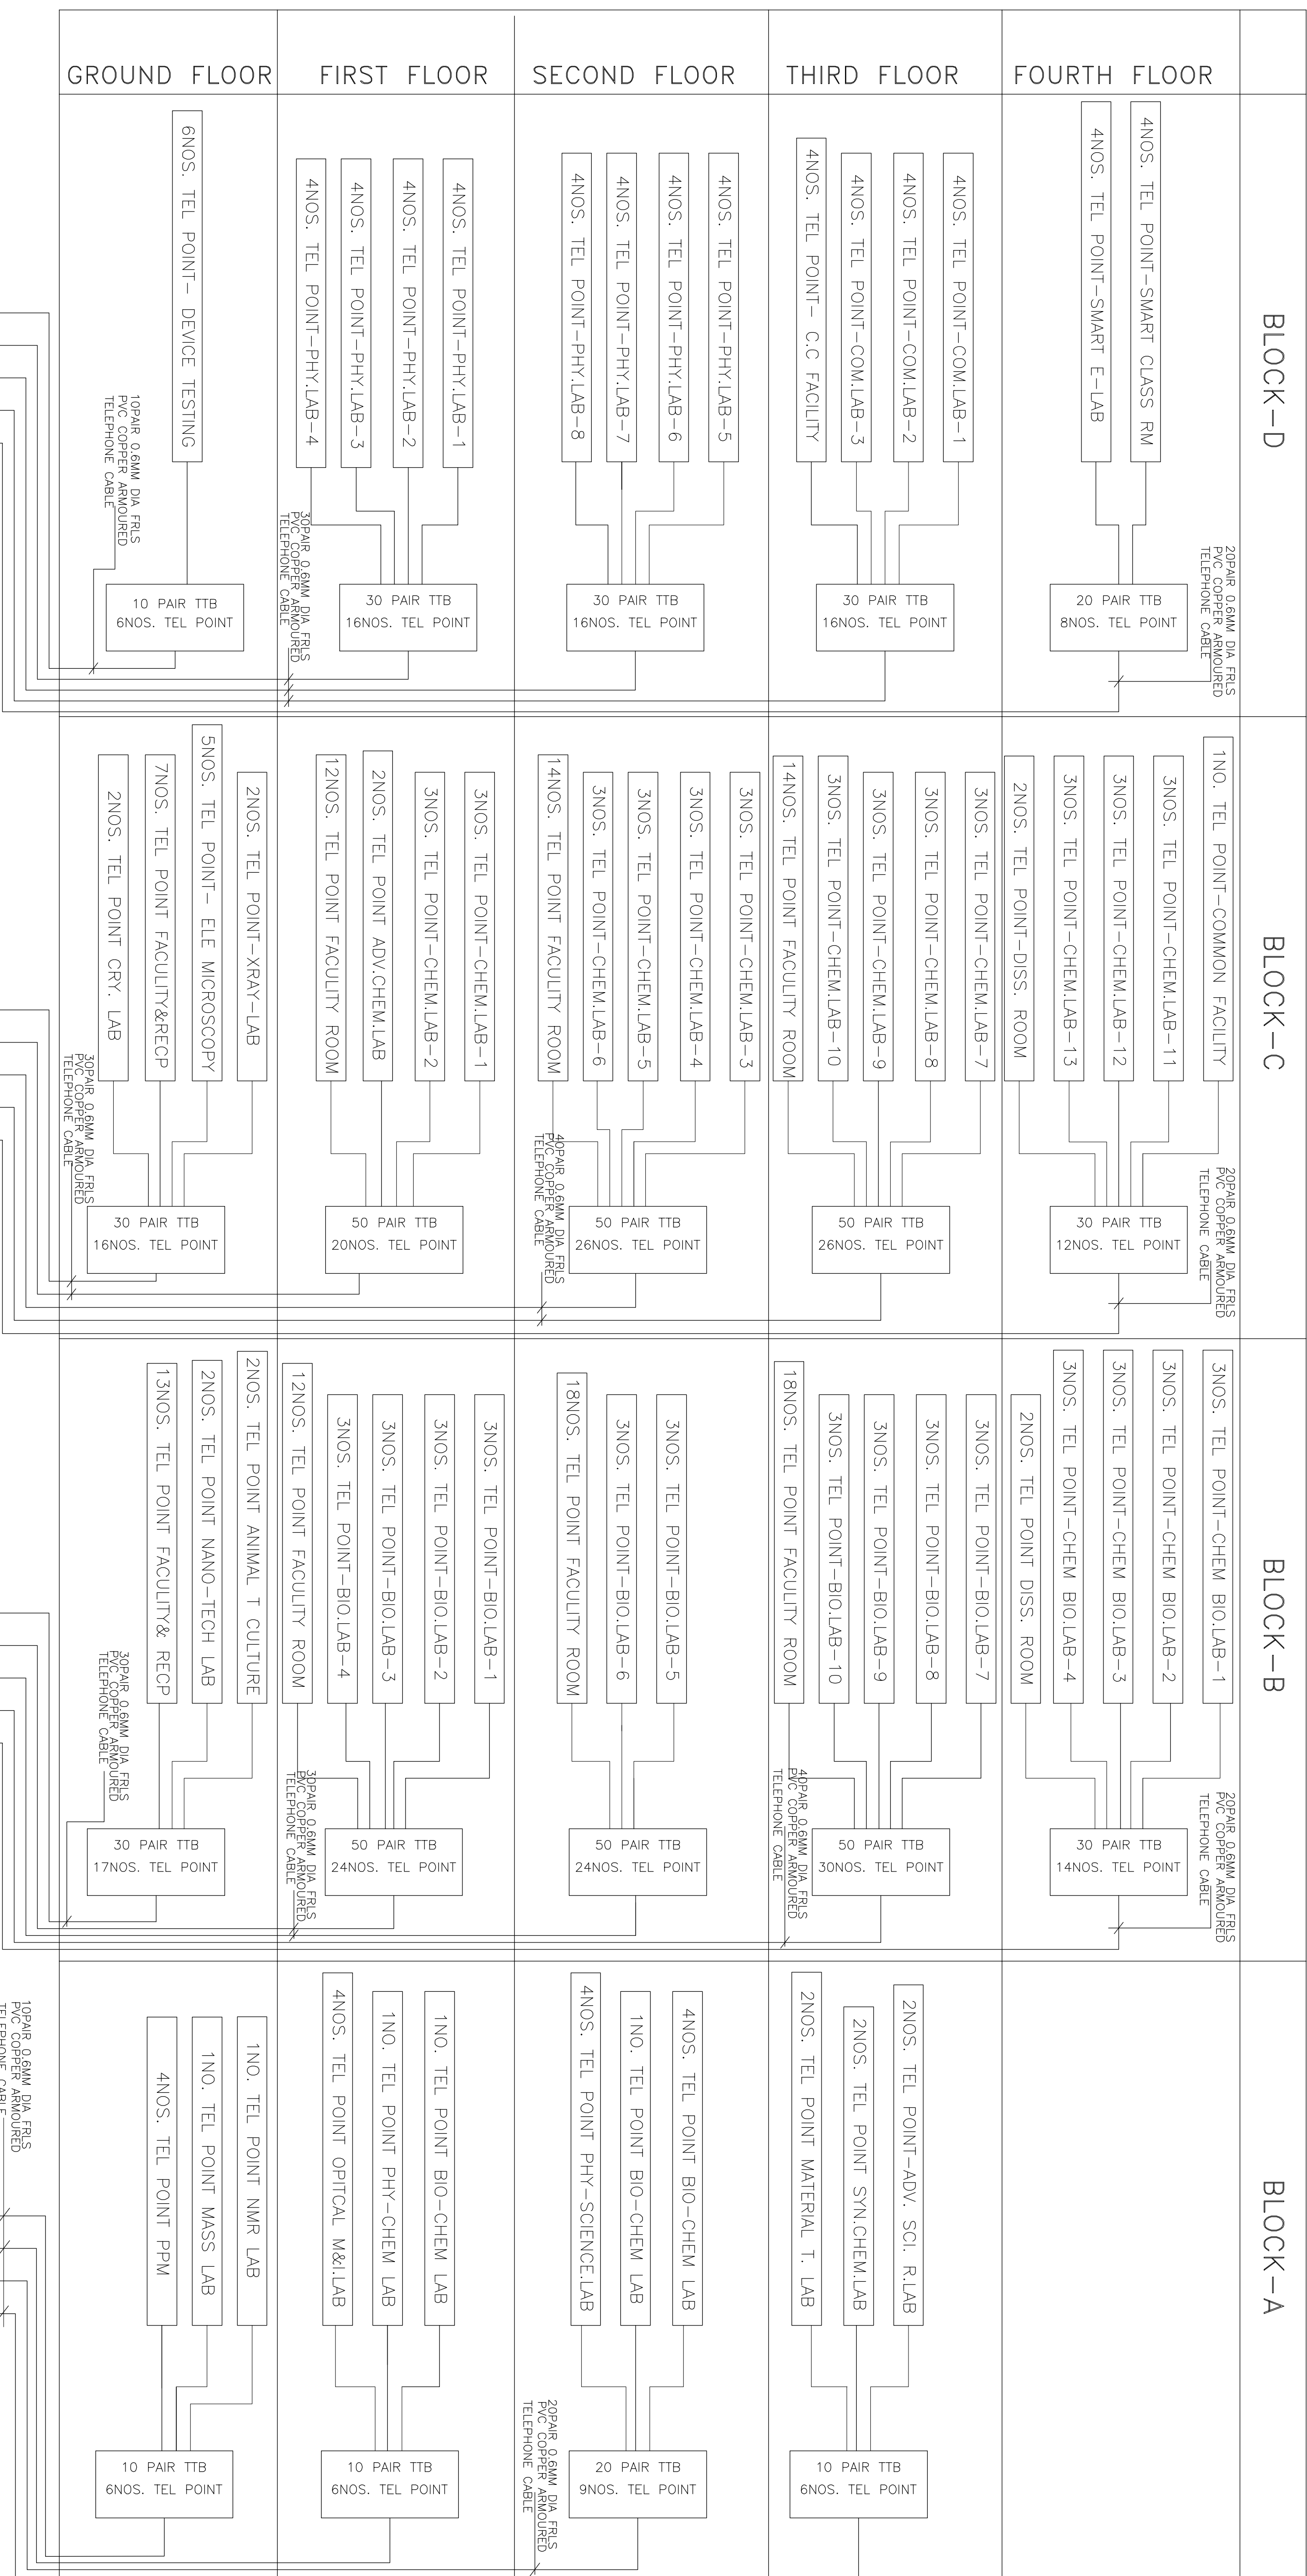 GROUND FLOOR
FIRST FLOOR
SECOND FLOOR
THIRD FLOOR
FOURTH FLOOR
BLOCK-D
4NOS. TEL POINT-SMART CLASS RM
4NOS. TEL POINT-SMART E-LAB
20PAIR 0.6MM DIA FRLS
PVC COPPER ARMOURED
TELEPHONE CABLE
20 PAIR TTB
8NOS. TEL POINT
4NOS. TEL POINT-COM.LAB-1
4NOS. TEL POINT-COM.LAB-2
4NOS. TEL POINT-COM.LAB-3
4NOS. TEL POINT- C.C FACILITY
30 PAIR TTB
16NOS. TEL POINT
4NOS. TEL POINT-PHY.LAB-5
4NOS. TEL POINT-PHY.LAB-6
4NOS. TEL POINT-PHY.LAB-7
4NOS. TEL POINT-PHY.LAB-8
30 PAIR TTB
16NOS. TEL POINT
4NOS. TEL POINT-PHY.LAB-1
4NOS. TEL POINT-PHY.LAB-2
4NOS. TEL POINT-PHY.LAB-3
4NOS. TEL POINT-PHY.LAB-4
30PAIR 0.6MM DIA FRLS
PVC COPPER ARMOURED
TELEPHONE CABLE
30 PAIR TTB
16NOS. TEL POINT
6NOS. TEL POINT- DEVICE TESTING
10PAIR 0.6MM DIA FRLS
PVC COPPER ARMOURED
TELEPHONE CABLE
10 PAIR TTB
6NOS. TEL POINT
BLOCK-C
1NO. TEL POINT-COMMON FACILITY
3NOS. TEL POINT-CHEM.LAB-11
3NOS. TEL POINT-CHEM.LAB-12
3NOS. TEL POINT-CHEM.LAB-13
2NOS. TEL POINT-DISS. ROOM
20PAIR 0.6MM DIA FRLS
PVC COPPER ARMOURED
TELEPHONE CABLE
30 PAIR TTB
12NOS. TEL POINT
3NOS. TEL POINT-CHEM.LAB-7
3NOS. TEL POINT-CHEM.LAB-8
3NOS. TEL POINT-CHEM.LAB-9
3NOS. TEL POINT-CHEM.LAB-10
14NOS. TEL POINT FACULITY ROOM
50 PAIR TTB
26NOS. TEL POINT
3NOS. TEL POINT-CHEM.LAB-3
3NOS. TEL POINT-CHEM.LAB-4
3NOS. TEL POINT-CHEM.LAB-5
3NOS. TEL POINT-CHEM.LAB-6
14NOS. TEL POINT FACULITY ROOM
40PAIR 0.6MM DIA FRLS
PVC COPPER ARMOURED
TELEPHONE CABLE
50 PAIR TTB
26NOS. TEL POINT
3NOS. TEL POINT-CHEM.LAB-1
3NOS. TEL POINT-CHEM.LAB-2
2NOS. TEL POINT ADV.CHEM.LAB
12NOS. TEL POINT FACULITY ROOM
50 PAIR TTB
20NOS. TEL POINT
2NOS. TEL POINT-XRAY-LAB
5NOS. TEL POINT- ELE MICROSCOPY
7NOS. TEL POINT FACULITY&RECP
2NOS. TEL POINT CRY. LAB
30PAIR 0.6MM DIA FRLS
PVC COPPER ARMOURED
TELEPHONE CABLE
30 PAIR TTB
16NOS. TEL POINT
BLOCK-B
3NOS. TEL POINT-CHEM BIO.LAB-1
3NOS. TEL POINT-CHEM BIO.LAB-2
3NOS. TEL POINT-CHEM BIO.LAB-3
3NOS. TEL POINT-CHEM BIO.LAB-4
2NOS. TEL POINT DISS. ROOM
20PAIR 0.6MM DIA FRLS
PVC COPPER ARMOURED
TELEPHONE CABLE
30 PAIR TTB
14NOS. TEL POINT
3NOS. TEL POINT-BIO.LAB-7
3NOS. TEL POINT-BIO.LAB-8
3NOS. TEL POINT-BIO.LAB-9
3NOS. TEL POINT-BIO.LAB-10
18NOS. TEL POINT FACULITY ROOM
40PAIR 0.6MM DIA FRLS
PVC COPPER ARMOURED
TELEPHONE CABLE
50 PAIR TTB
30NOS. TEL POINT
3NOS. TEL POINT-BIO.LAB-5
3NOS. TEL POINT-BIO.LAB-6
18NOS. TEL POINT FACULITY ROOM
50 PAIR TTB
24NOS. TEL POINT
3NOS. TEL POINT-BIO.LAB-1
3NOS. TEL POINT-BIO.LAB-2
3NOS. TEL POINT-BIO.LAB-3
3NOS. TEL POINT-BIO.LAB-4
12NOS. TEL POINT FACULITY ROOM
30PAIR 0.6MM DIA FRLS
PVC COPPER ARMOURED
TELEPHONE CABLE
50 PAIR TTB
24NOS. TEL POINT
2NOS. TEL POINT ANIMAL T CULTURE
2NOS. TEL POINT NANO-TECH LAB
13NOS. TEL POINT FACULITY& RECP
30PAIR 0.6MM DIA FRLS
PVC COPPER ARMOURED
TELEPHONE CABLE
30 PAIR TTB
17NOS. TEL POINT
BLOCK-A
2NOS. TEL POINT-ADV. SCI. R.LAB
2NOS. TEL POINT SYN.CHEM.LAB
2NOS. TEL POINT MATERIAL T. LAB
10 PAIR TTB
6NOS. TEL POINT
4NOS. TEL POINT BIO-CHEM LAB
1NO. TEL POINT BIO-CHEM LAB
4NOS. TEL POINT PHY-SCIENCE.LAB
20PAIR 0.6MM DIA FRLS
PVC COPPER ARMOURED
TELEPHONE CABLE
20 PAIR TTB
9NOS. TEL POINT
1NO. TEL POINT BIO-CHEM LAB
1NO. TEL POINT PHY-CHEM LAB
4NOS. TEL POINT OPITCAL M&I.LAB
10 PAIR TTB
6NOS. TEL POINT
1NO. TEL POINT NMR LAB
1NO. TEL POINT MASS LAB
4NOS. TEL POINT PPM
10 PAIR TTB
6NOS. TEL POINT
10PAIR 0.6MM DIA FRLS
PVC COPPER ARMOURED
TELEPHONE CABLE